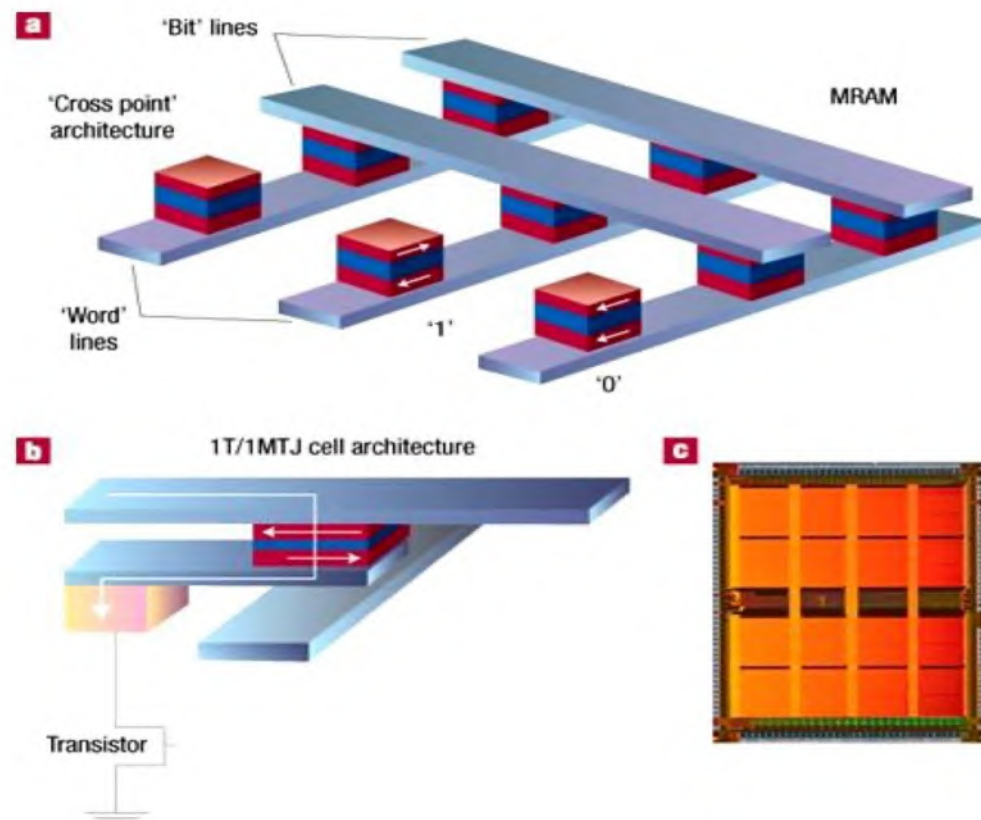 a
'Bit' lines
MRAM
'Cross point'
architecture
'Word'
lines
'1'
'0'
b
1T/1MTJ cell architecture
c
Transistor